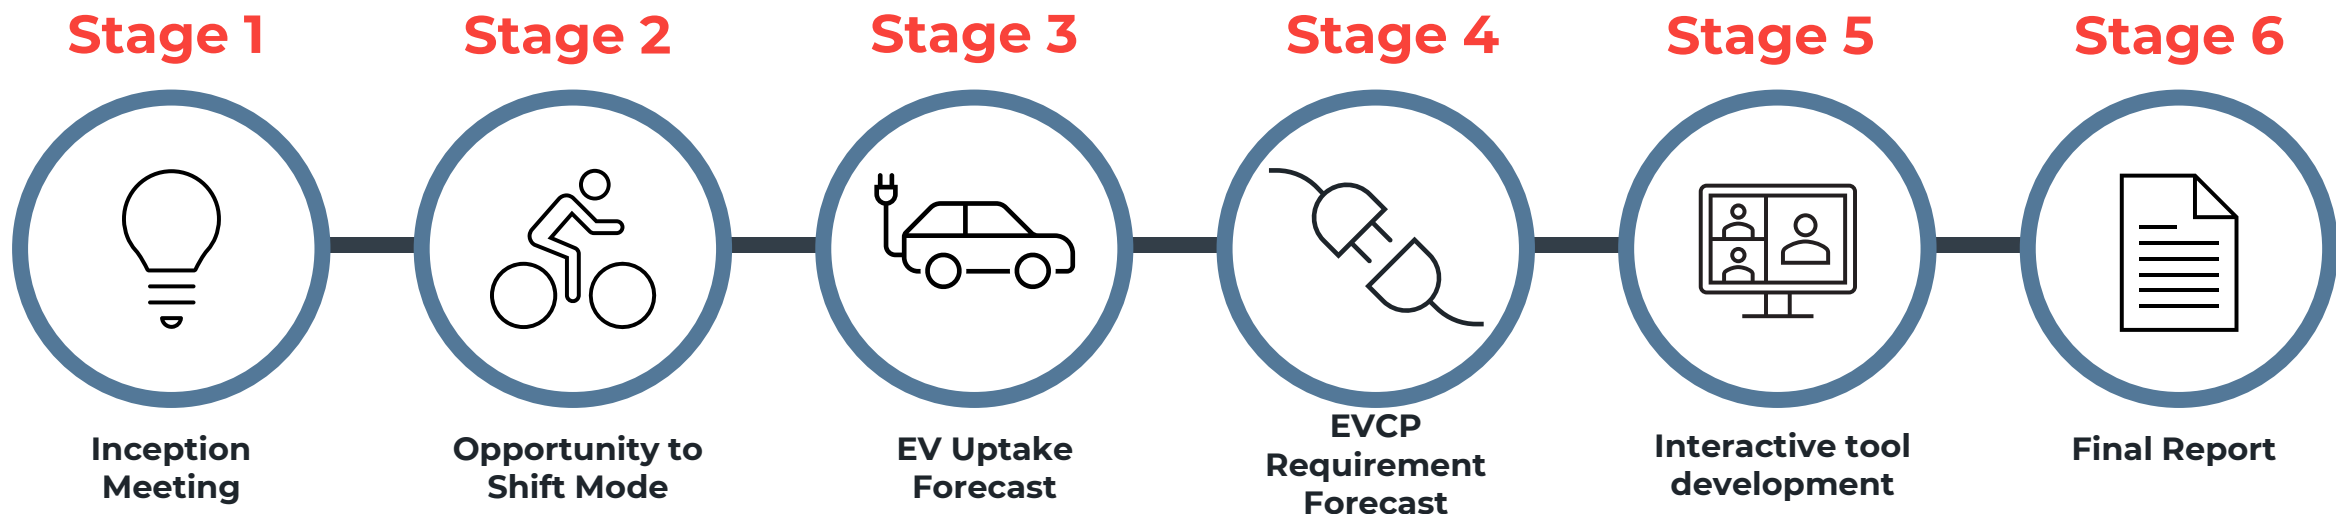 Stage 1
Stage 2
Stage 3
Stage 4
Stage 5
Stage 6
Inception
Meeting
Opportunity to
Shift Mode
EV Uptake
Forecast
EVCP
Requirement
Forecast
Interactive tool
development
Final Report